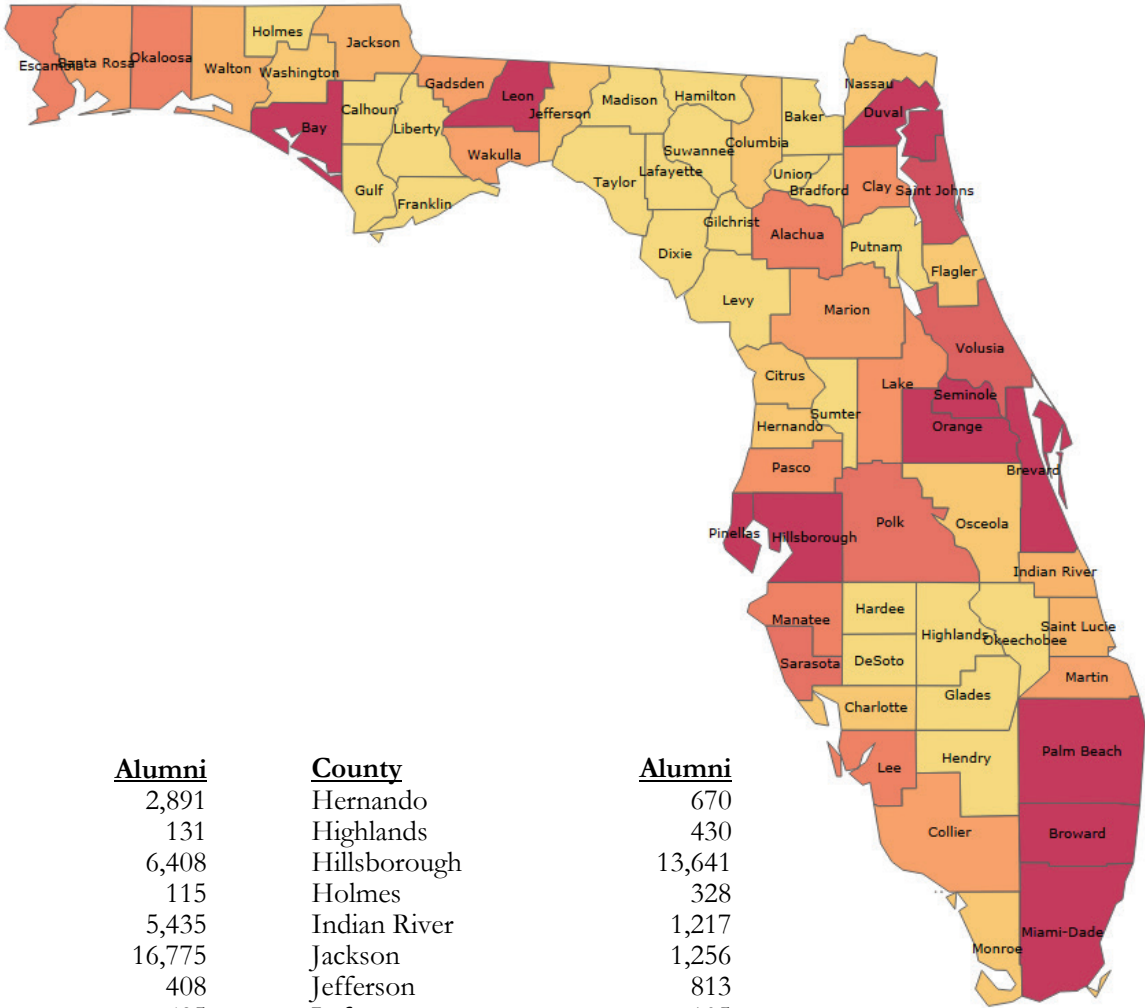 Holmes
Jackson
Escambia Santa Rosa Okaloosa
Walton Washington
Gadsden
Leon
Jefferson
Madison
Hamilton
Nassau
Duval
Bay
Calhoun
Liberty
Wakulla
Suwannee
Columbia
Baker
Gulf
Franklin
Taylor
Lafayette
Union
Bradford
Clay
Saint Johns
Gilchrist
Alachua
Putnam
Dixie
Flagler
Levy
Marion
Volusia
Citrus
Lake
Seminole
Sumter
Hernando
Orange
Pasco
Brevard
Pinellas
Hillsborough
Polk
Osceola
Indian River
Manatee
Hardee
Highlands
Okeechobee
Saint Lucie
Sarasota
DeSoto
Martin
Glades
Charlotte
Lee
Hendry
Palm Beach
Collier
Broward
Monroe
Miami-Dade
Alumni County Alumni
2,891 Hernando 670
131 Highlands 430
6,408 Hillsborough 13,641
115 Holmes 328
5,435 Indian River 1,217
16,775 Jackson 1,256
408 Jefferson 813